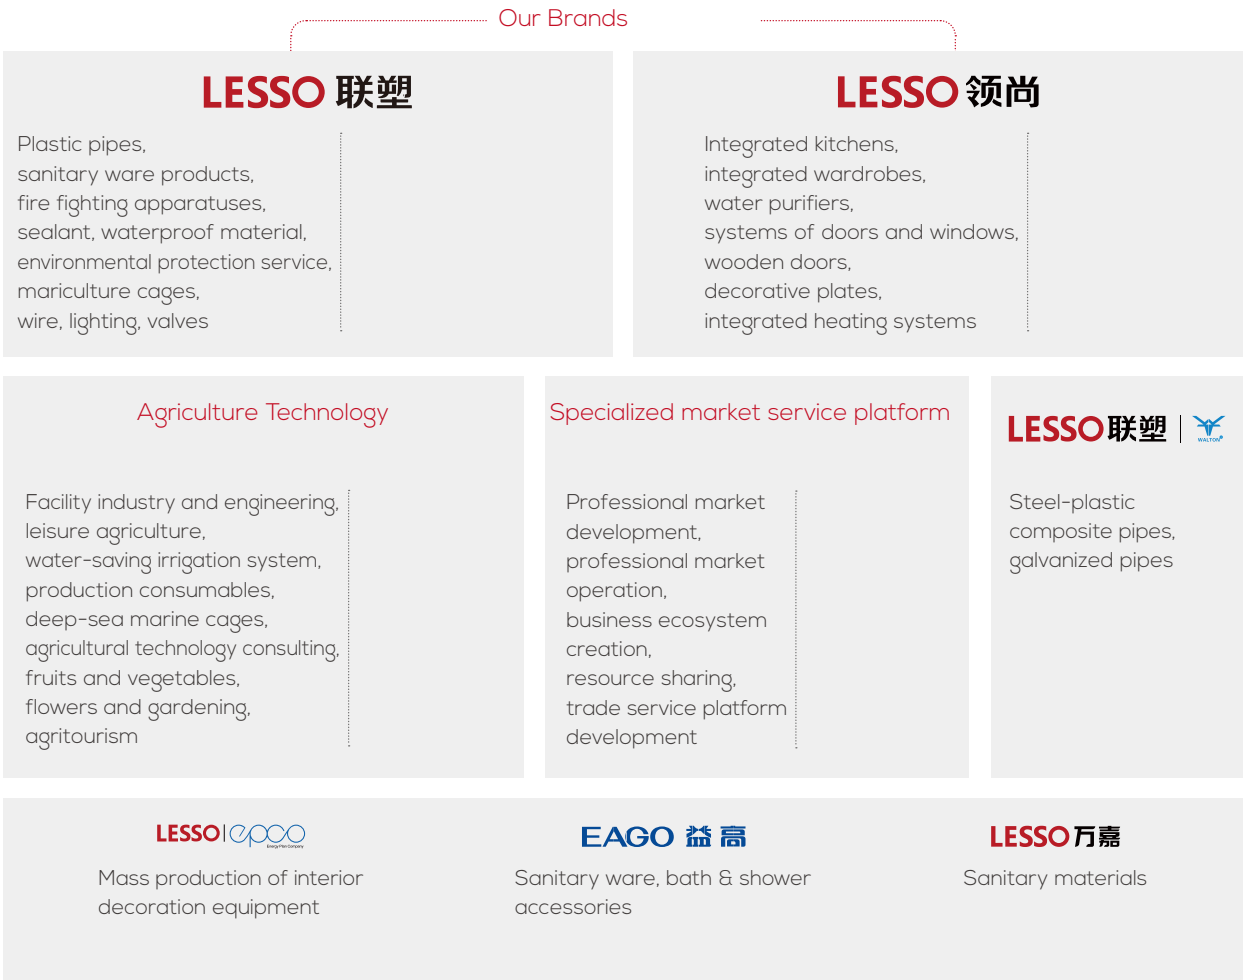 Our Brands
LESSO 联塑
Plastic pipes,
sanitary ware products,
fire fighting apparatuses,
sealant, waterproof material,
environmental protection service,
mariculture cages,
wire, lighting, valves
LESSO 领尚
Integrated kitchens,
integrated wardrobes,
water purifiers,
systems of doors and windows,
wooden doors,
decorative plates,
integrated heating systems
Agriculture Technology
Facility industry and engineering,
leisure agriculture,
water-saving irrigation system,
production consumables,
deep-sea marine cages,
agricultural technology consulting,
fruits and vegetables,
flowers and gardening,
agritourism
Specialized market service platform
Professional market
development,
professional market
operation,
business ecosystem
creation,
resource sharing,
trade service platform
development
LESSO联塑 | WALTON
Steel-plastic
composite pipes,
galvanized pipes
LESSO | epco
Energy Plan Company
Mass production of interior
decoration equipment
EAGO 益高
Sanitary ware, bath & shower
accessories
LESSO万嘉
Sanitary materials